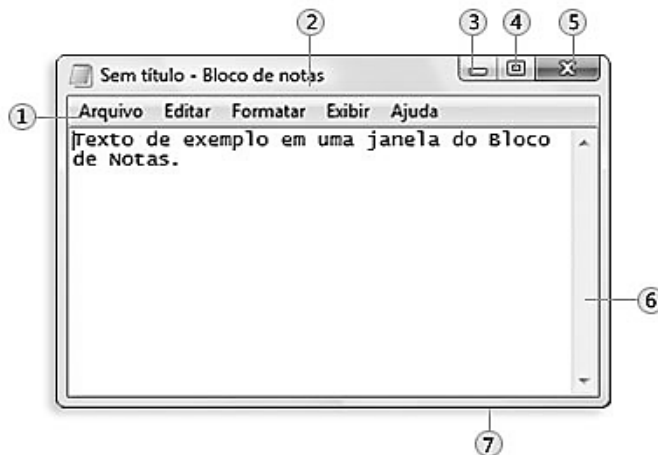 2
3
4
5
Sem título - Bloco de notas
1
Arquivo Editar Formatar Exibir Ajuda
Texto de exemplo em uma janela do Bloco
de Notas.
6
7